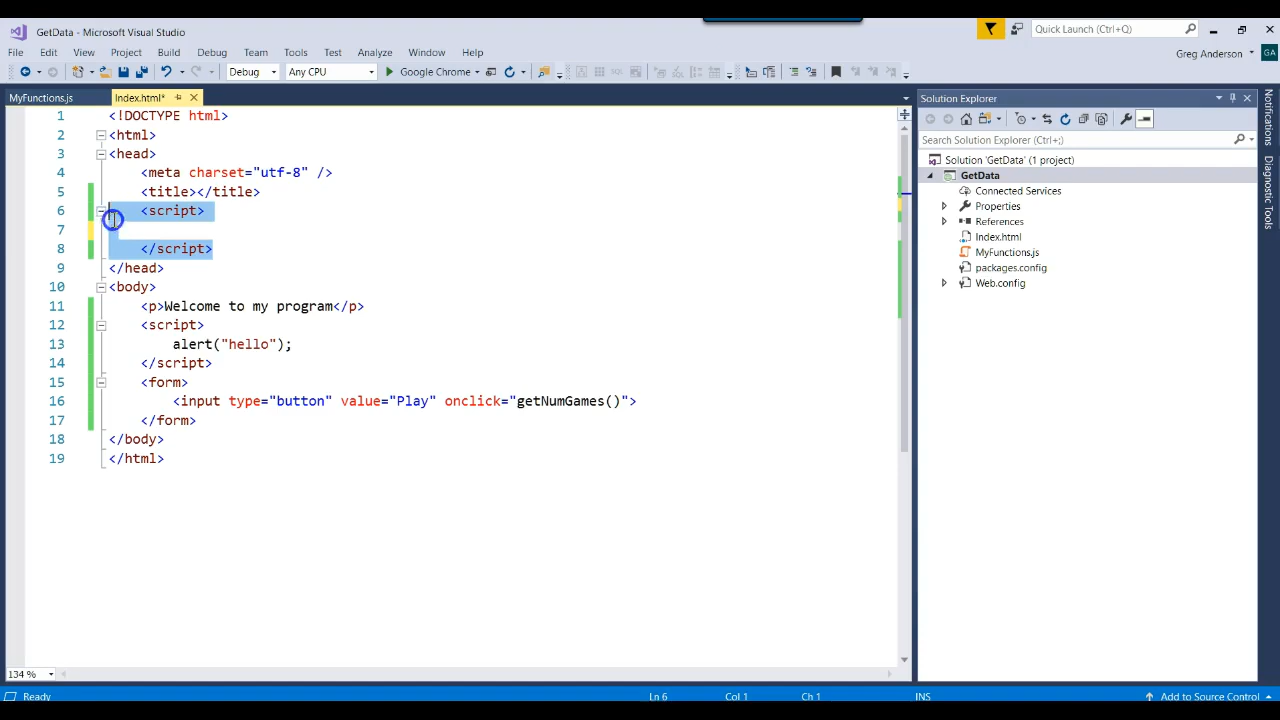 GetData - Microsoft Visual Studio
Quick Launch (Ctrl+Q)
File Edit View Project Build Debug Team Tools Test Analyze Window Help
Greg Anderson GA
Debug Any CPU Google Chrome
MyFunctions.js Index.html*
Solution Explorer
Search Solution Explorer (Ctrl+;)
Solution 'GetData' (1 project)
GetData
Connected Services
Properties
References
Index.html
MyFunctions.js
packages.config
Web.config
Notifications
Diagnostic Tools
1 <!DOCTYPE html>
2 <html>
3 <head>
4 <meta charset="utf-8" />
5 <title></title>
6 <script>
7
8 </script>
9 </head>
10 <body>
11 <p>Welcome to my program</p>
12 <script>
13 alert("hello");
14 </script>
15 <form>
16 <input type="button" value="Play" onclick="getNumGames()">
17 </form>
18 </body>
19 </html>
134 %
Ready Ln 6 Col 1 Ch 1 INS Add to Source Control